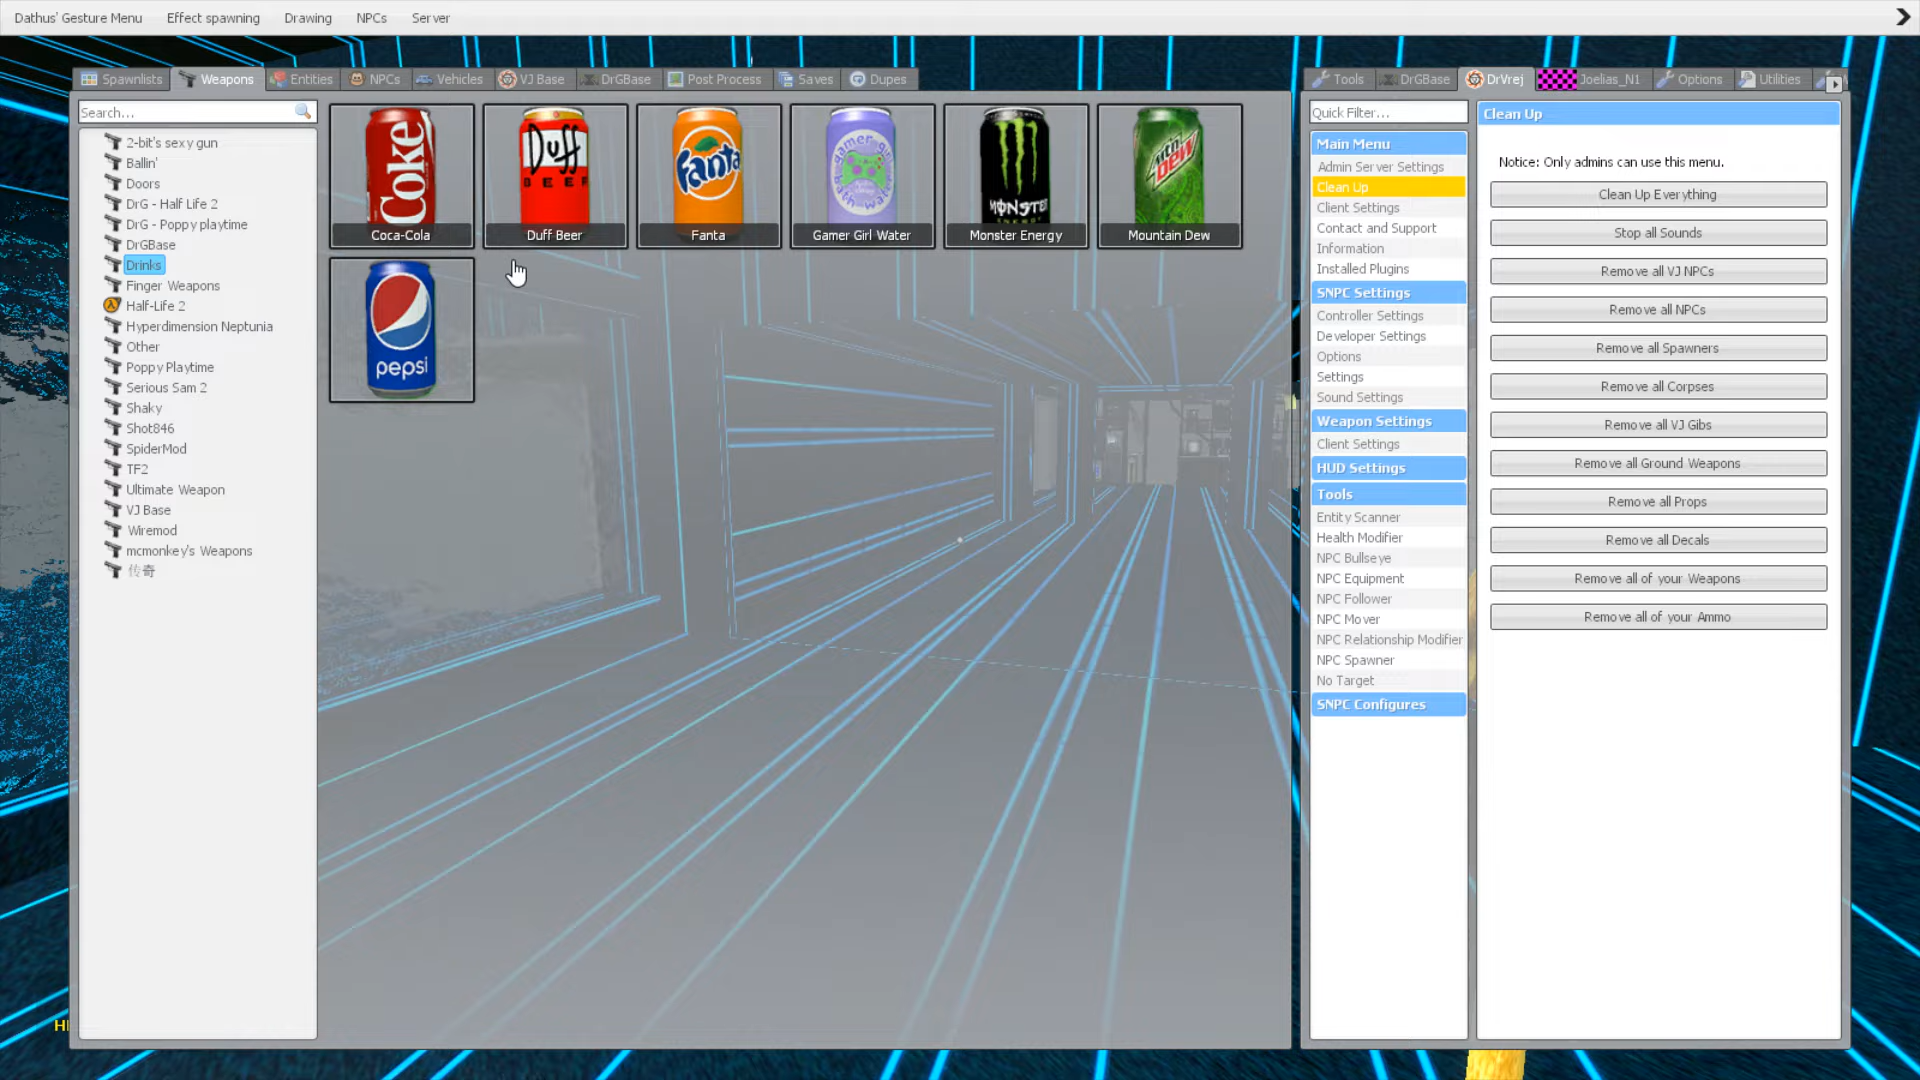 Dathus' Gesture Menu Effect spawning Drawing NPCs Server
Spawnlists Weapons Entities NPCs Vehicles VJ Base DrGBase Post Process Saves Dupes
Search...
2-bit's sexy gun
Ballin'
Doors
DrG - Half Life 2
DrG - Poppy playtime
DrGBase
Drinks
Finger Weapons
Half-Life 2
Hyperdimension Neptunia
Other
Poppy Playtime
Serious Sam 2
Shaky
Shot846
SpiderMod
TF2
Ultimate Weapon
VJ Base
Wiremod
mcmonkey's Weapons
传奇
Coke
Coca-Cola
Duff
BEER
Duff Beer
Fanta
Fanta
gamer girl bath water
Gamer Girl Water
MONSTER
ENERGY
Monster Energy
Mtn DEW
Mountain Dew
pepsi
Tools DrGBase DrVrej Joelias_N1 Options Utilities
Quick Filter...
Main Menu
Admin Server Settings
Clean Up
Client Settings
Contact and Support
Information
Installed Plugins
SNPC Settings
Controller Settings
Developer Settings
Options
Settings
Sound Settings
Weapon Settings
Client Settings
HUD Settings
Tools
Entity Scanner
Health Modifier
NPC Bullseye
NPC Equipment
NPC Follower
NPC Mover
NPC Relationship Modifier
NPC Spawner
No Target
SNPC Configures
Clean Up
Notice: Only admins can use this menu.
Clean Up Everything
Stop all Sounds
Remove all VJ NPCs
Remove all NPCs
Remove all Spawners
Remove all Corpses
Remove all VJ Gibs
Remove all Ground Weapons
Remove all Props
Remove all Decals
Remove all of your Weapons
Remove all of your Ammo